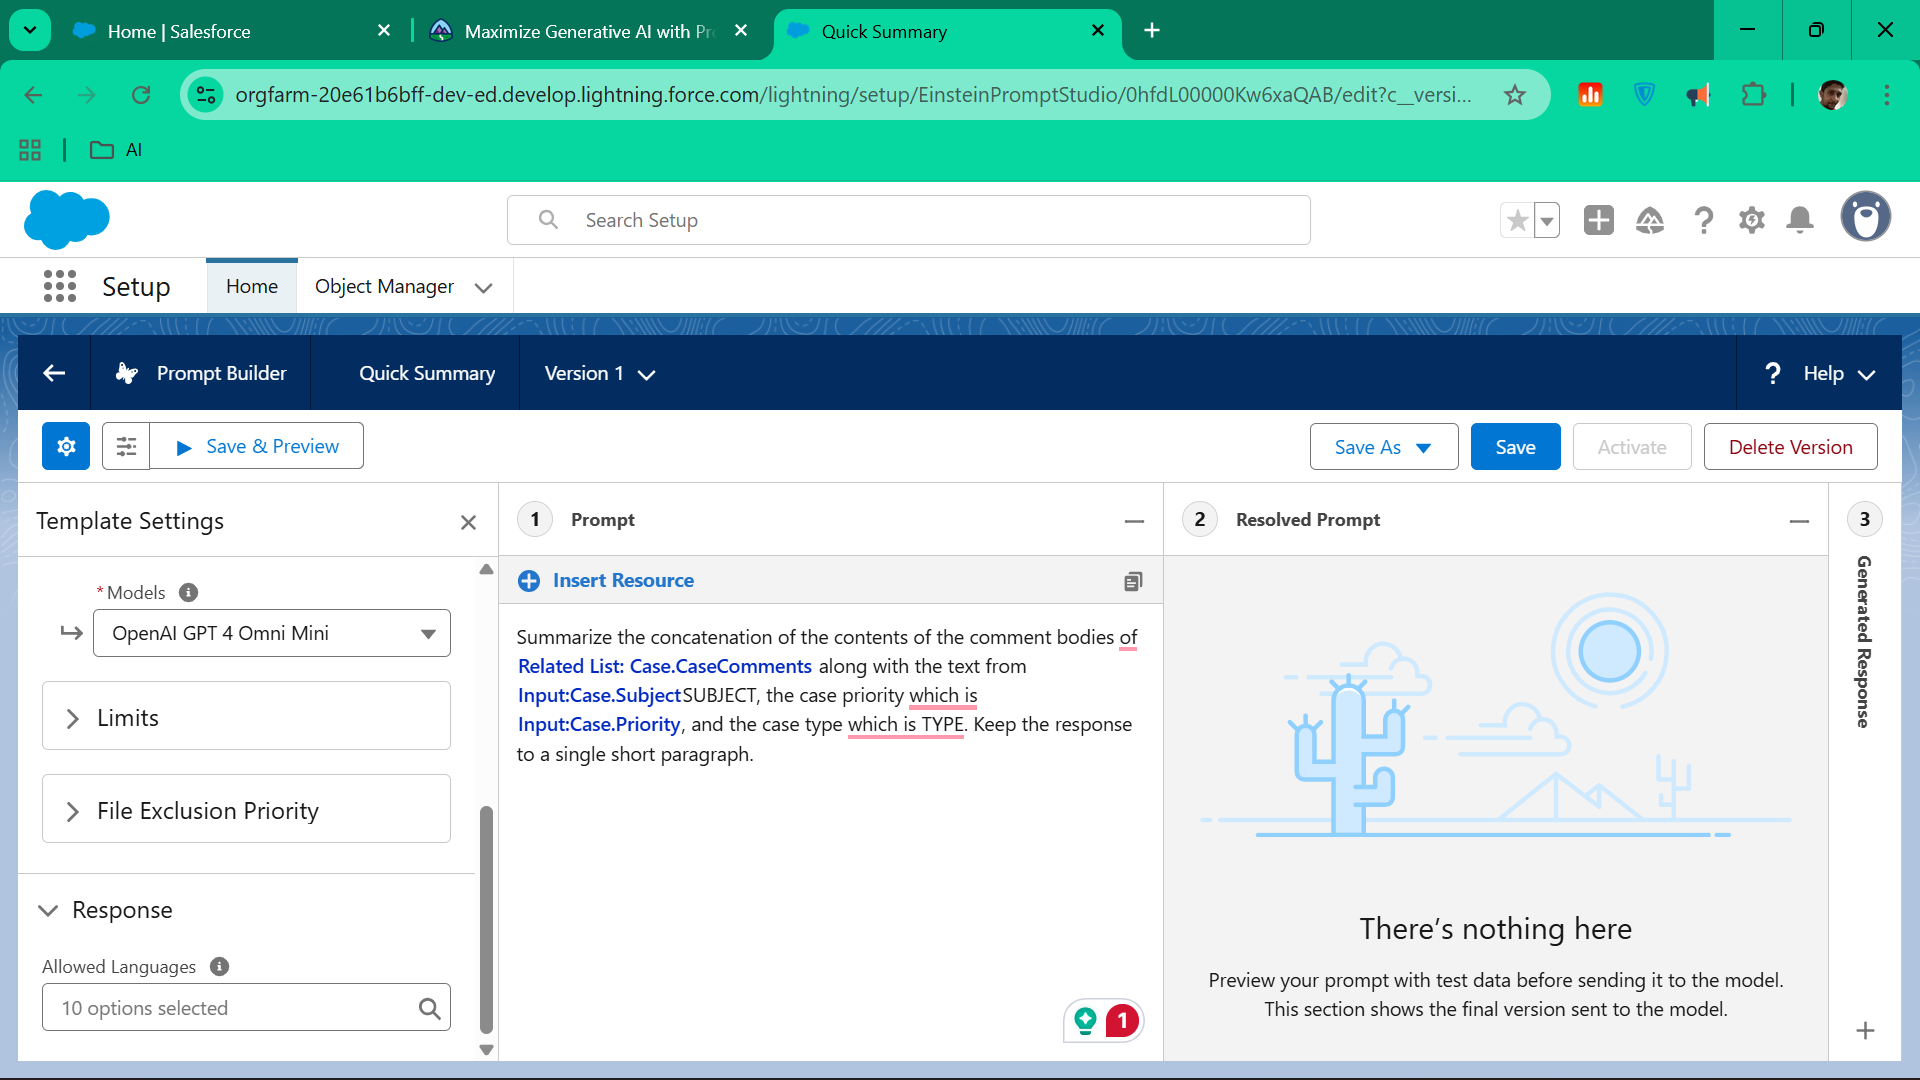 Home | Salesforce
Maximize Generative AI with Pr
Quick Summary
orgfarm-20e61b6bff-dev-ed.develop.lightning.force.com/lightning/setup/EinsteinPromptStudio/0hfdL00000Kw6xaQAB/edit?c__versi...
AI
Search Setup
Setup
Home
Object Manager
Prompt Builder
Quick Summary
Version 1
? Help
Save & Preview
Save As
Save
Activate
Delete Version
Template Settings
* Models
OpenAI GPT 4 Omni Mini
Limits
File Exclusion Priority
Response
Allowed Languages
10 options selected
1 Prompt
Insert Resource
Summarize the concatenation of the contents of the comment bodies of
Related List: Case.CaseComments along with the text from
Input:Case.SubjectSUBJECT, the case priority which is
Input:Case.Priority, and the case type which is TYPE. Keep the response
to a single short paragraph.
1
2 Resolved Prompt
There's nothing here
Preview your prompt with test data before sending it to the model.
This section shows the final version sent to the model.
3
Generated Response